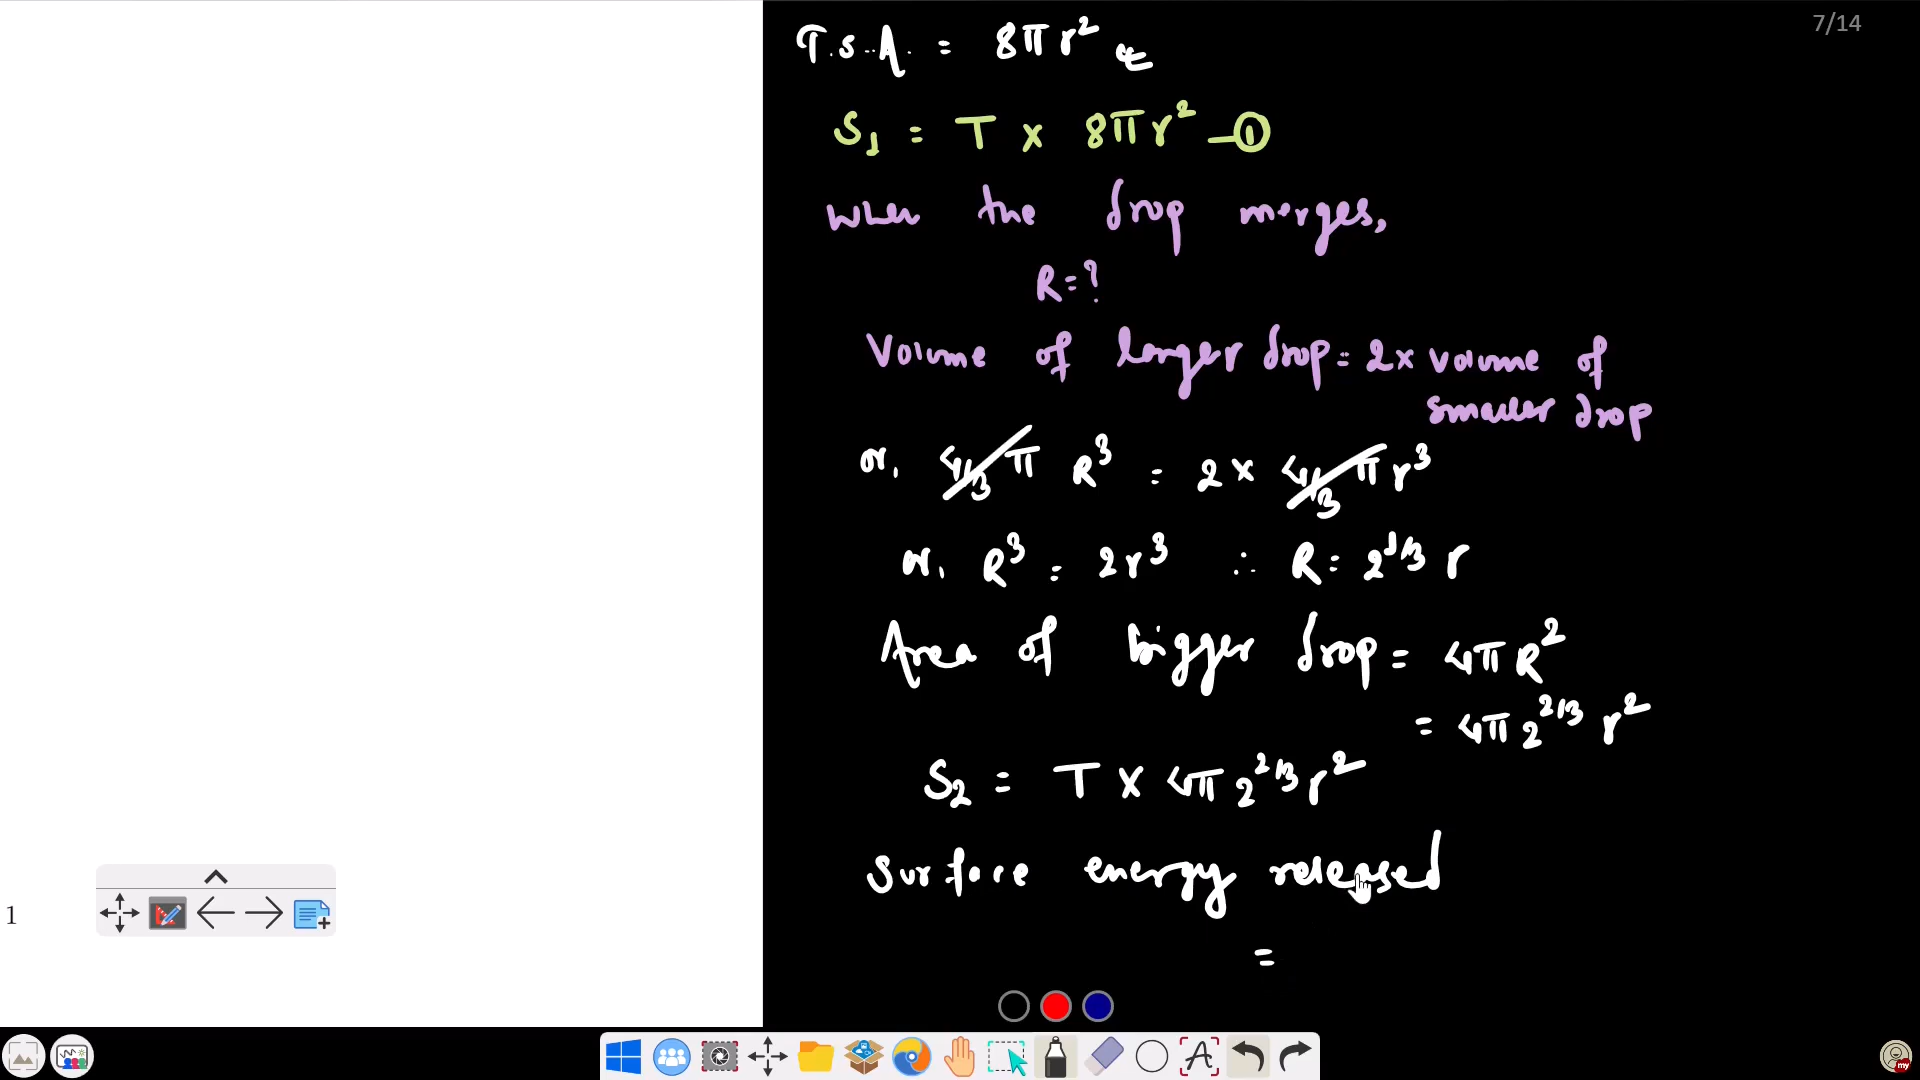 7/14
T.S.A. = 8πr²
S₁ = T × 8πr² —①
When the drop merges,
R = ?
Volume of larger drop = 2 × volume of
smaller drop
or, 4/3 π R³ = 2 × 4/3 π r³
or, R³ = 2r³ ∴ R = 2^1/3 r
Area of bigger drop = 4πR²
= 4π 2^2/3 r²
S₂ = T × 4π 2^2/3 r²
Surface energy released
=
1